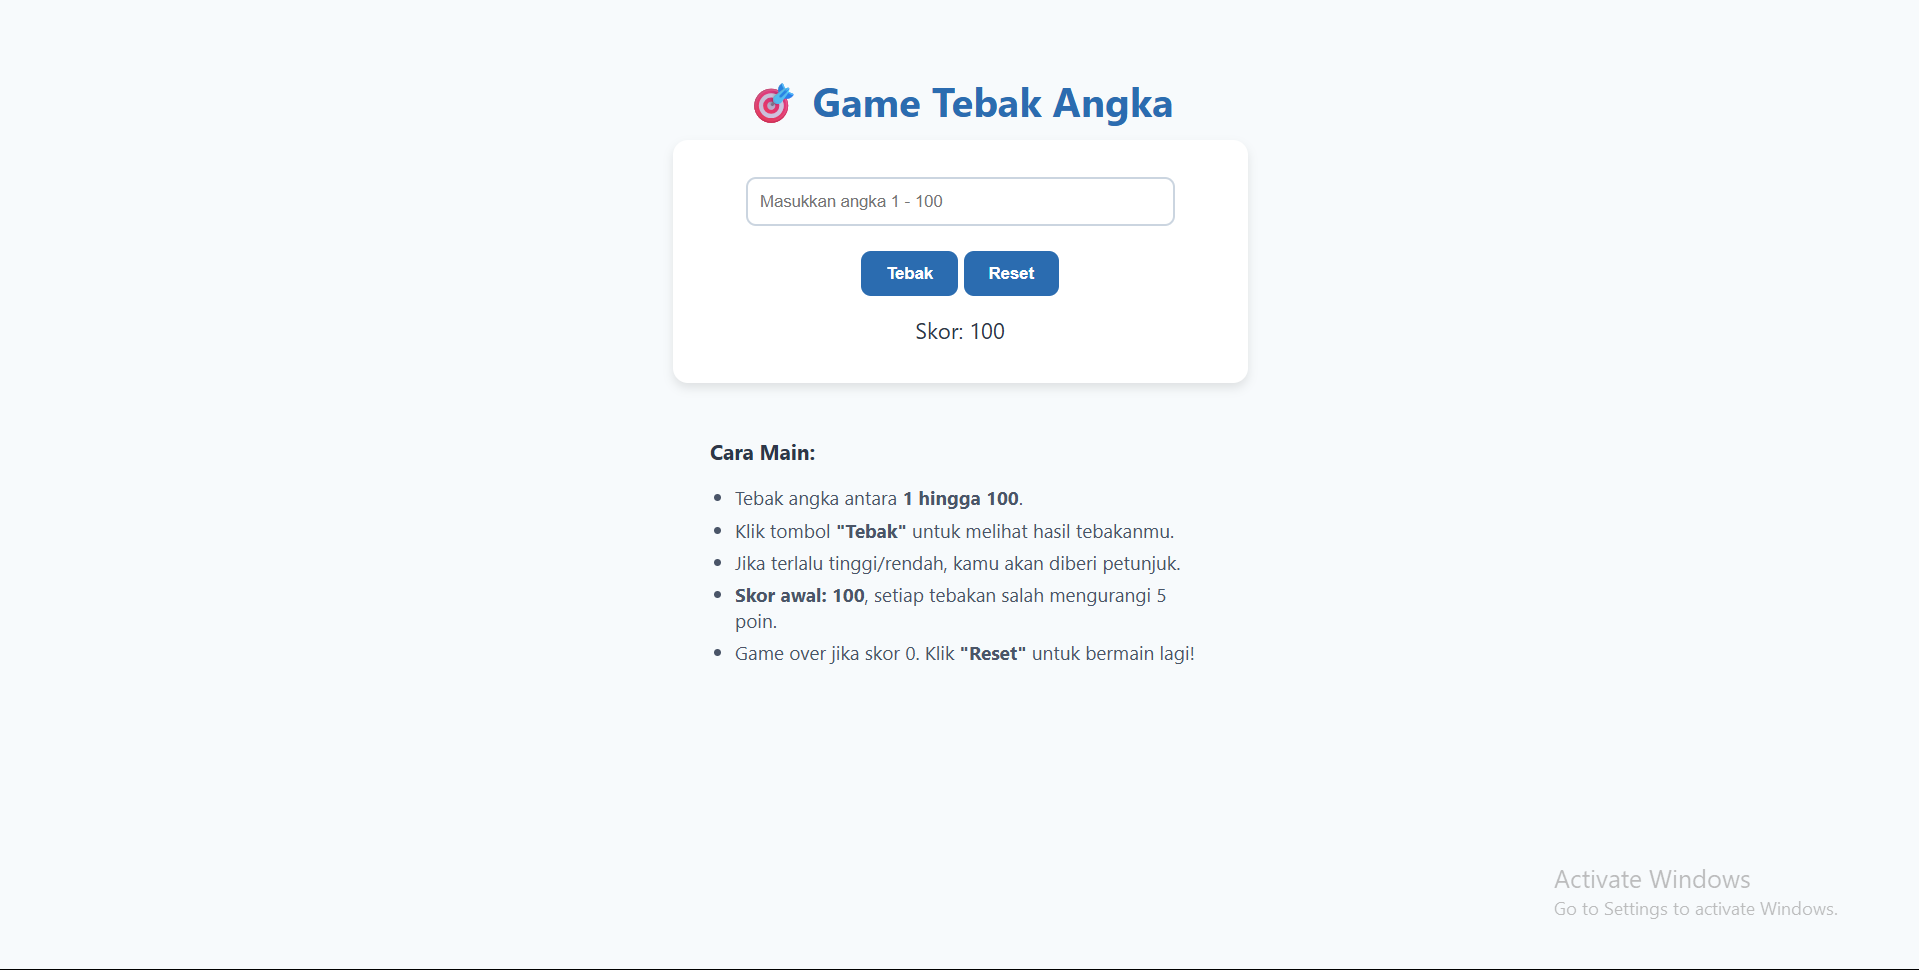 Game Tebak Angka
Masukkan angka 1 - 100
Tebak Reset
Skor: 100
Cara Main:
Tebak angka antara 1 hingga 100.
Klik tombol "Tebak" untuk melihat hasil tebakanmu.
Jika terlalu tinggi/rendah, kamu akan diberi petunjuk.
Skor awal: 100, setiap tebakan salah mengurangi 5
poin.
Game over jika skor 0. Klik "Reset" untuk bermain lagi!
Activate Windows
Go to Settings to activate Windows.